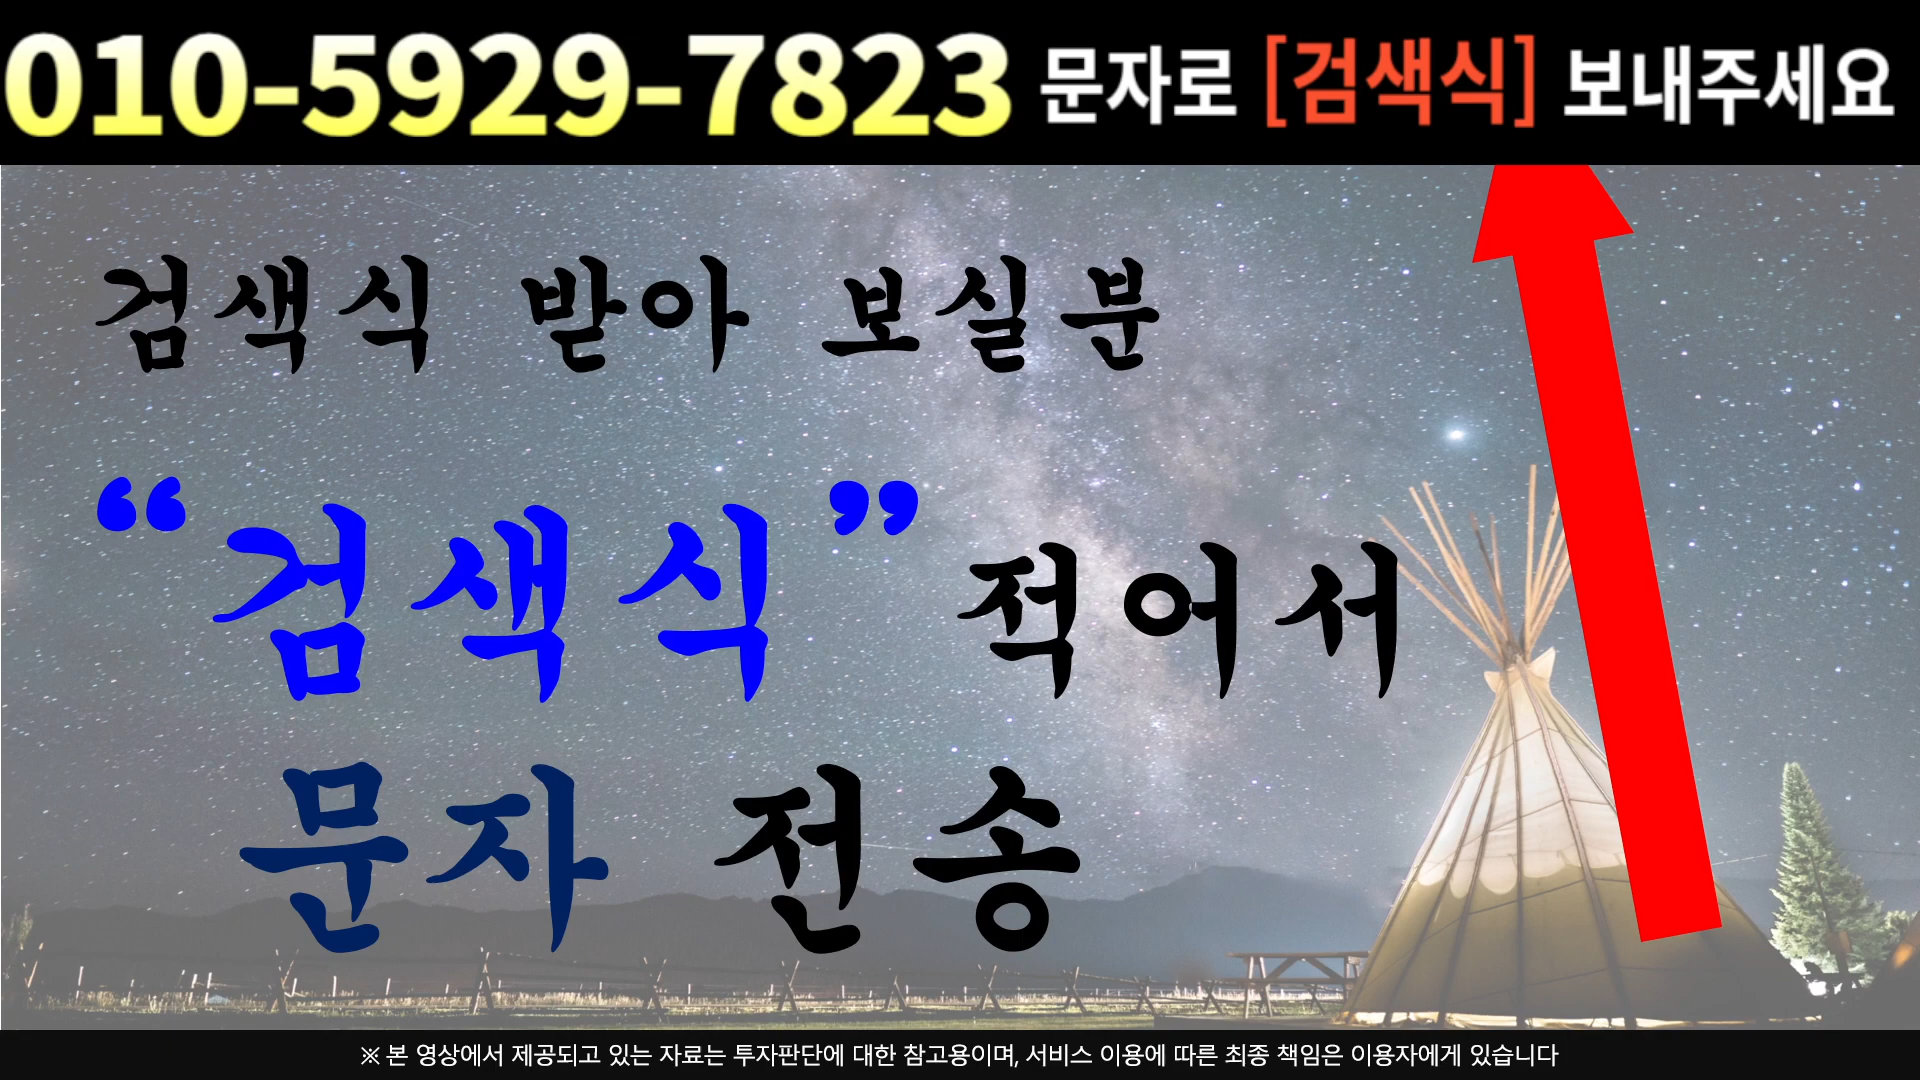 010-5929-7823 문자로 [검색식] 보내주세요
검색식 받아 보실분
“검색식” 적어서
문자 전송
※ 본 영상에서 제공되고 있는 자료는 투자판단에 대한 참고용이며, 서비스 이용에 따른 최종 책임은 이용자에게 있습니다